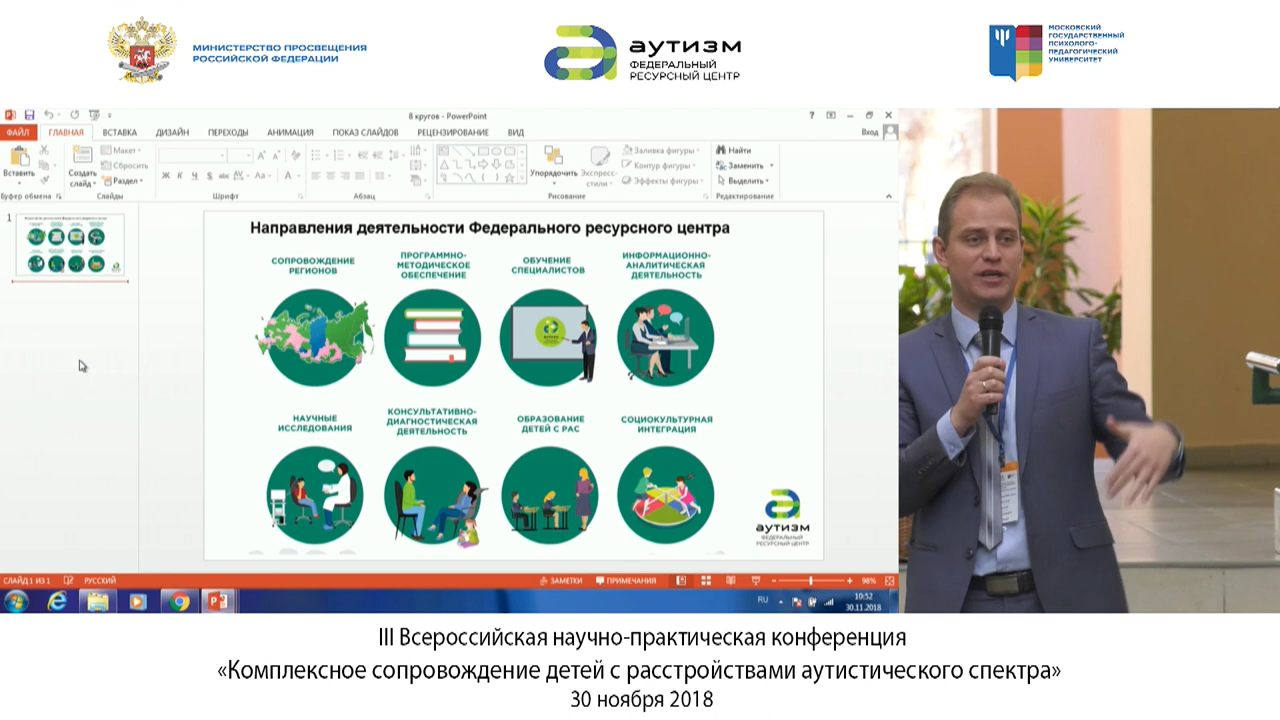 МИНИСТЕРСТВО ПРОСВЕЩЕНИЯ
РОССИЙСКОЙ ФЕДЕРАЦИИ
аутизм
ФЕДЕРАЛЬНЫЙ
РЕСУРСНЫЙ ЦЕНТР
МОСКОВСКИЙ
ГОСУДАРСТВЕННЫЙ
ПСИХОЛОГО-
ПЕДАГОГИЧЕСКИЙ
УНИВЕРСИТЕТ
8 кругов - PowerPoint
ФАЙЛ ГЛАВНАЯ ВСТАВКА ДИЗАЙН ПЕРЕХОДЫ АНИМАЦИЯ ПОКАЗ СЛАЙДОВ РЕЦЕНЗИРОВАНИЕ ВИД Вход
Вставить
Создать
слайд
Макет
Сбросить
Раздел
Упорядочить
Экспресс-
стили
Заливка фигуры
Контур фигуры
Эффекты фигуры
Найти
Заменить
Выделить
Буфер обмена Слайды Шрифт Абзац Рисование Редактирование
1
Направления деятельности Федерального ресурсного центра
СОПРОВОЖДЕНИЕ
РЕГИОНОВ
ПРОГРАММНО-
МЕТОДИЧЕСКОЕ
ОБЕСПЕЧЕНИЕ
ОБУЧЕНИЕ
СПЕЦИАЛИСТОВ
ИНФОРМАЦИОННО-
АНАЛИТИЧЕСКАЯ
ДЕЯТЕЛЬНОСТЬ
НАУЧНЫЕ
ИССЛЕДОВАНИЯ
КОНСУЛЬТАТИВНО-
ДИАГНОСТИЧЕСКАЯ
ДЕЯТЕЛЬНОСТЬ
ОБРАЗОВАНИЕ
ДЕТЕЙ С РАС
СОЦИОКУЛЬТУРНАЯ
ИНТЕГРАЦИЯ
аутизм
ФЕДЕРАЛЬНЫЙ
РЕСУРСНЫЙ ЦЕНТР
СЛАЙД 1 ИЗ 1 РУССКИЙ ЗАМЕТКИ ПРИМЕЧАНИЯ 98%
RU
10:52
30.11.2018
III Всероссийская научно-практическая конференция
«Комплексное сопровождение детей с расстройствами аутистического спектра»
30 ноября 2018